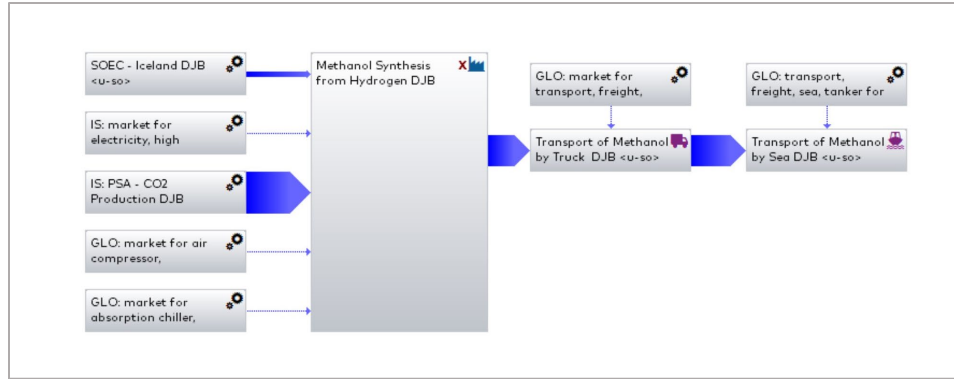 SOEC - Iceland DJB
<u-so>
IS: market for
electricity, high
IS: PSA - CO2
Production DJB
GLO: market for air
compressor,
GLO: market for
absorption chiller,
Methanol Synthesis
from Hydrogen DJB
X
GLO: market for
transport, freight,
Transport of Methanol
by Truck DJB <u-so>
GLO: transport,
freight, sea, tanker for
Transport of Methanol
by Sea DJB <u-so>